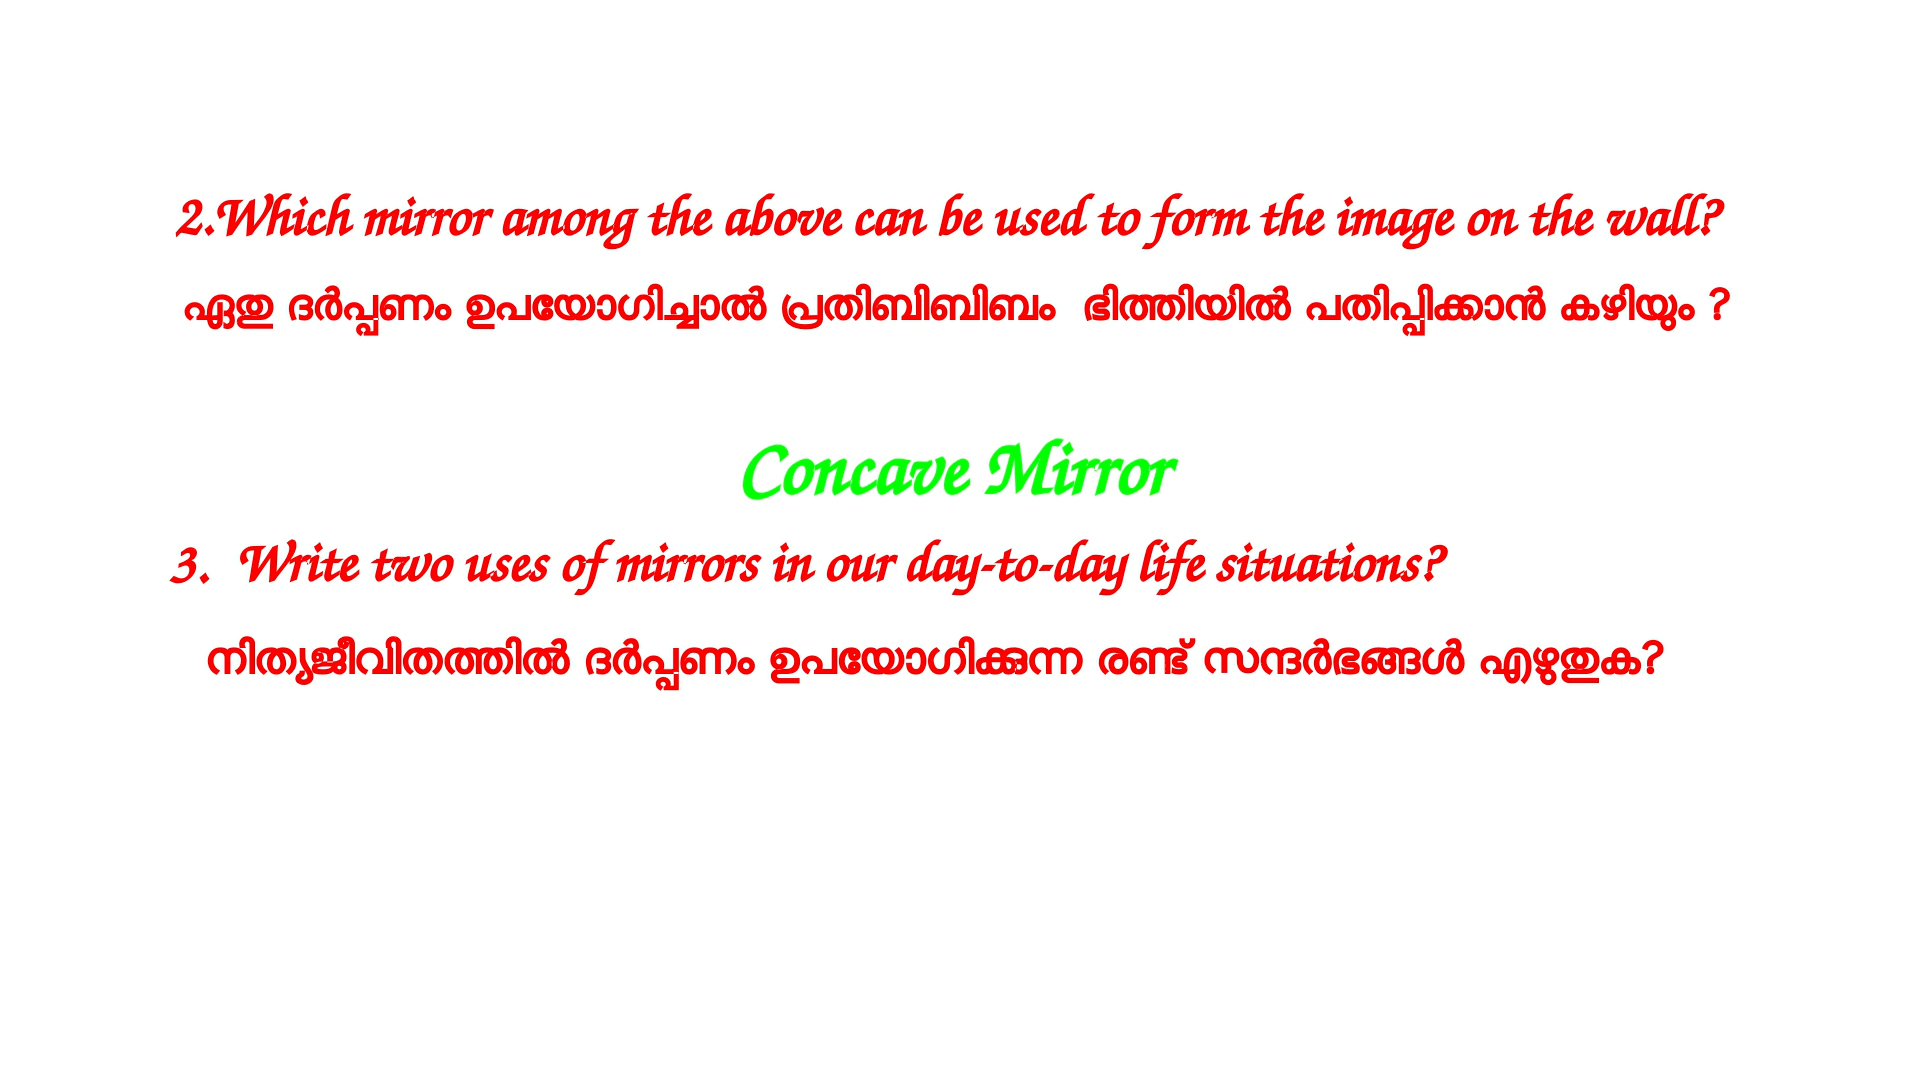 2.Which mirror among the above can be used to form the image on the wall?
ഏതു ദർപ്പണം ഉപയോഗിച്ചാൽ പ്രതിബിബിബം ഭിത്തിയിൽ പതിപ്പിക്കാൻ കഴിയും ?
Concave Mirror
3. Write two uses of mirrors in our day-to-day life situations?
നിത്യജീവിതത്തിൽ ദർപ്പണം ഉപയോഗിക്കുന്ന രണ്ട് സന്ദർഭങ്ങൾ എഴുതുക?